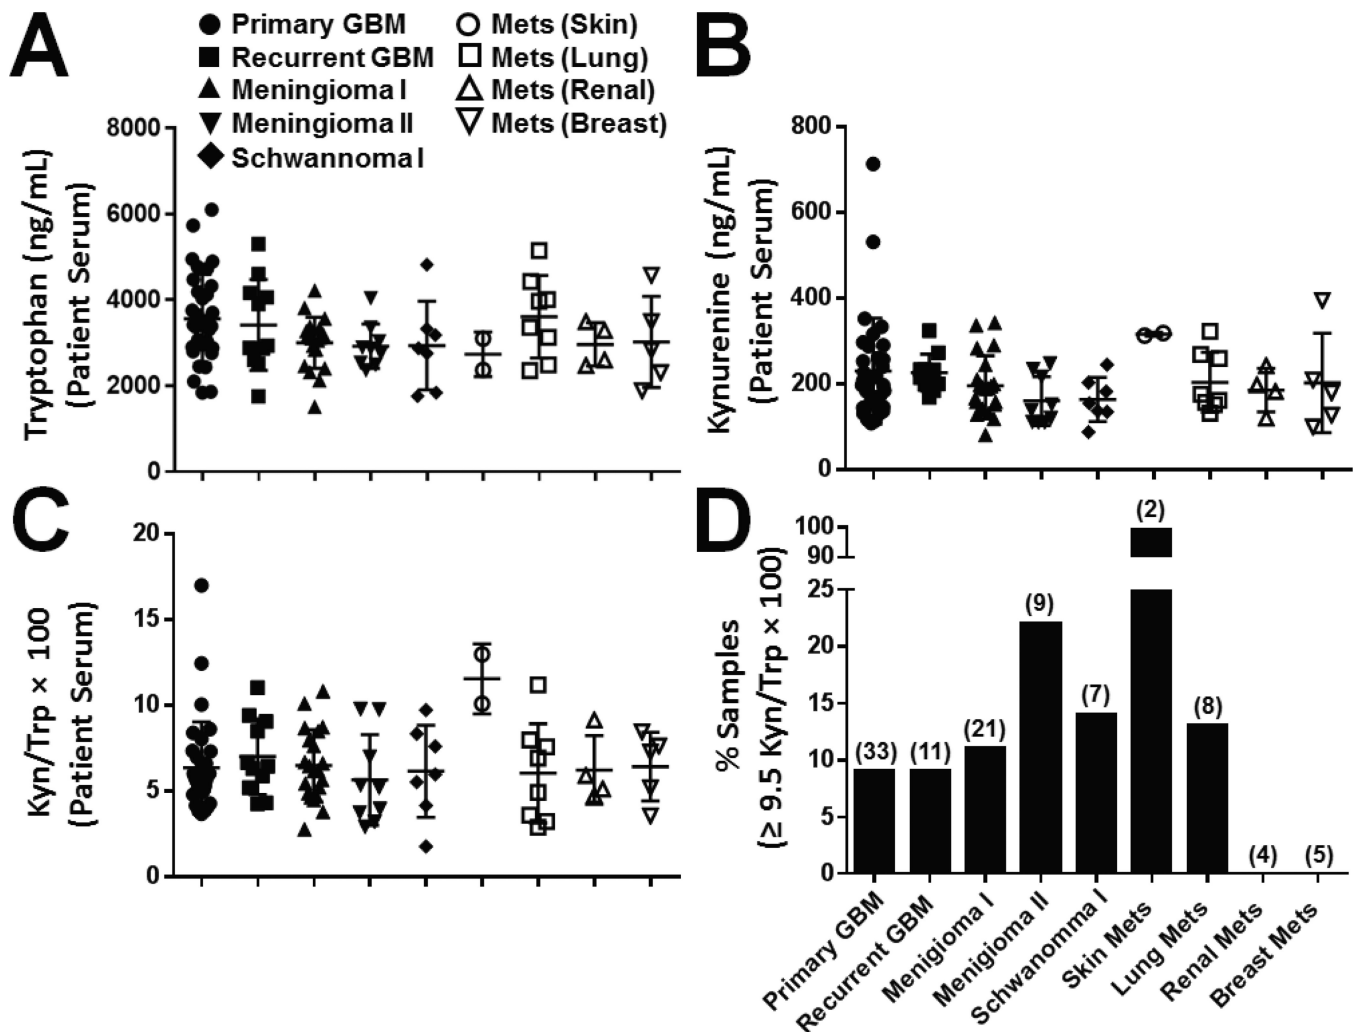 A
Primary GBM
Recurrent GBM
Meningioma I
Meningioma II
Schwannoma I
Mets (Skin)
Mets (Lung)
Mets (Renal)
Mets (Breast)
Tryptophan (ng/mL)
(Patient Serum)
8000
6000
4000
2000
0
B
Kynurenine (ng/mL)
(Patient Serum)
800
600
400
200
0
C
Kyn/Trp × 100
(Patient Serum)
20
15
10
5
0
D
% Samples
(≥ 9.5 Kyn/Trp × 100)
100
90
25
20
15
10
5
0
(33)
(11)
(21)
(9)
(7)
(2)
(8)
(4)
(5)
Primary GBM
Recurrent GBM
Menigioma I
Menigioma II
Schwanomma I
Skin Mets
Lung Mets
Renal Mets
Breast Mets